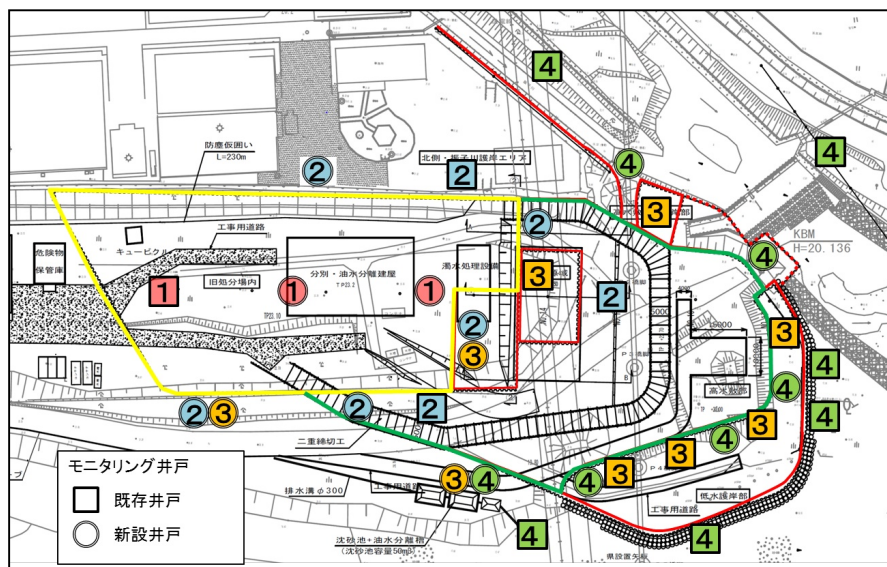 4
防塵仮囲い
L=230m
2
北側・振子川護岸エリア
2
4
4
3
KBM
H=20.136
工事用道路
キュービクル
危険物
保管庫
2
4
分別・油水分離建屋
TP23.2
濁水処理設備
3
1
旧処分場内
1
1
2
TP23.10
2
3
3
4
4
高水敷部
2
3
2
2
4
3
4
二重締切工
3
3
4
モニタリング井戸
既存井戸
新設井戸
排水溝φ300
工事用道路
3
4
4
低水護岸部
工事用道路
4
4
沈砂池+油水分離槽
(沈砂池容量50m3)
県設置矢板